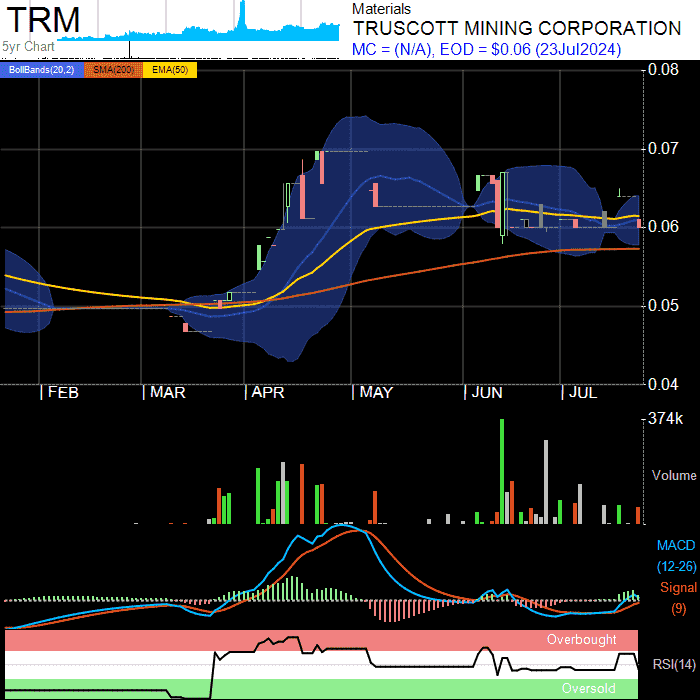 TRM
5yr Chart
Materials
TRUSCOTT MINING CORPORATION
MC = (N/A), EOD = $0.06 (23Jul2024)
BollBands(20,2) SMA(200) EMA(50)
0.08
0.07
0.06
0.05
0.04
| FEB | MAR | APR | MAY | JUN | JUL
374k
Volume
MACD
(12-26)
Signal
(9)
Overbought
RSI(14)
Oversold